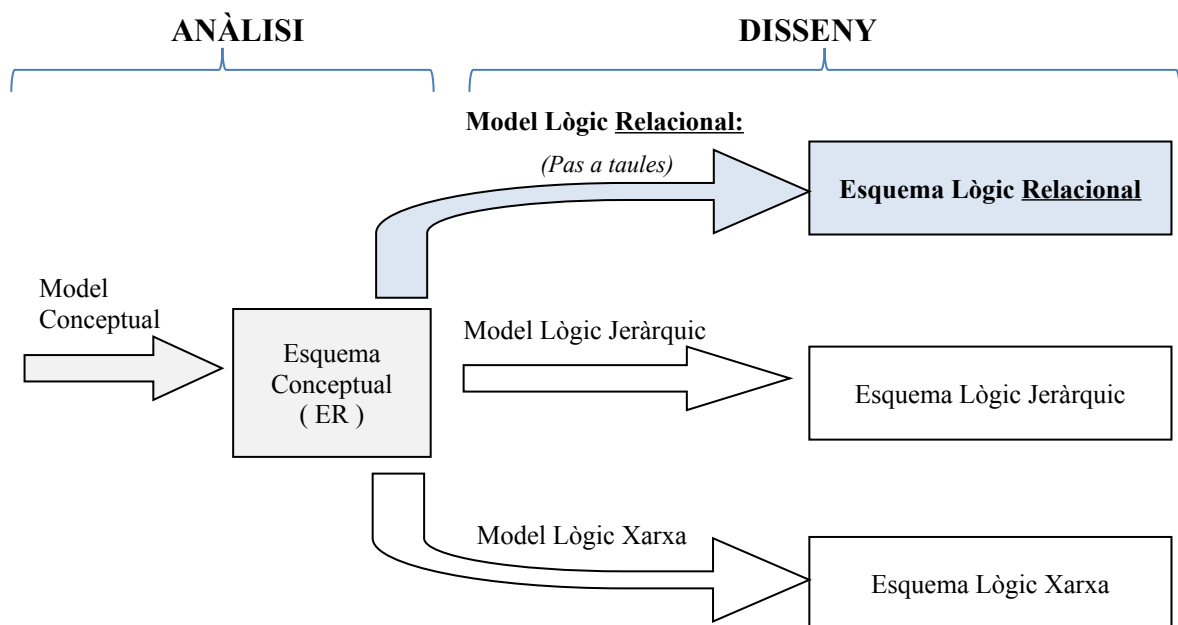 ANÀLISI
DISSENY
Model Lògic Relacional:
(Pas a taules)
Esquema Lògic Relacional
Model
Conceptual
Esquema
Conceptual
( ER )
Model Lògic Jeràrquic
Esquema Lògic Jeràrquic
Model Lògic Xarxa
Esquema Lògic Xarxa